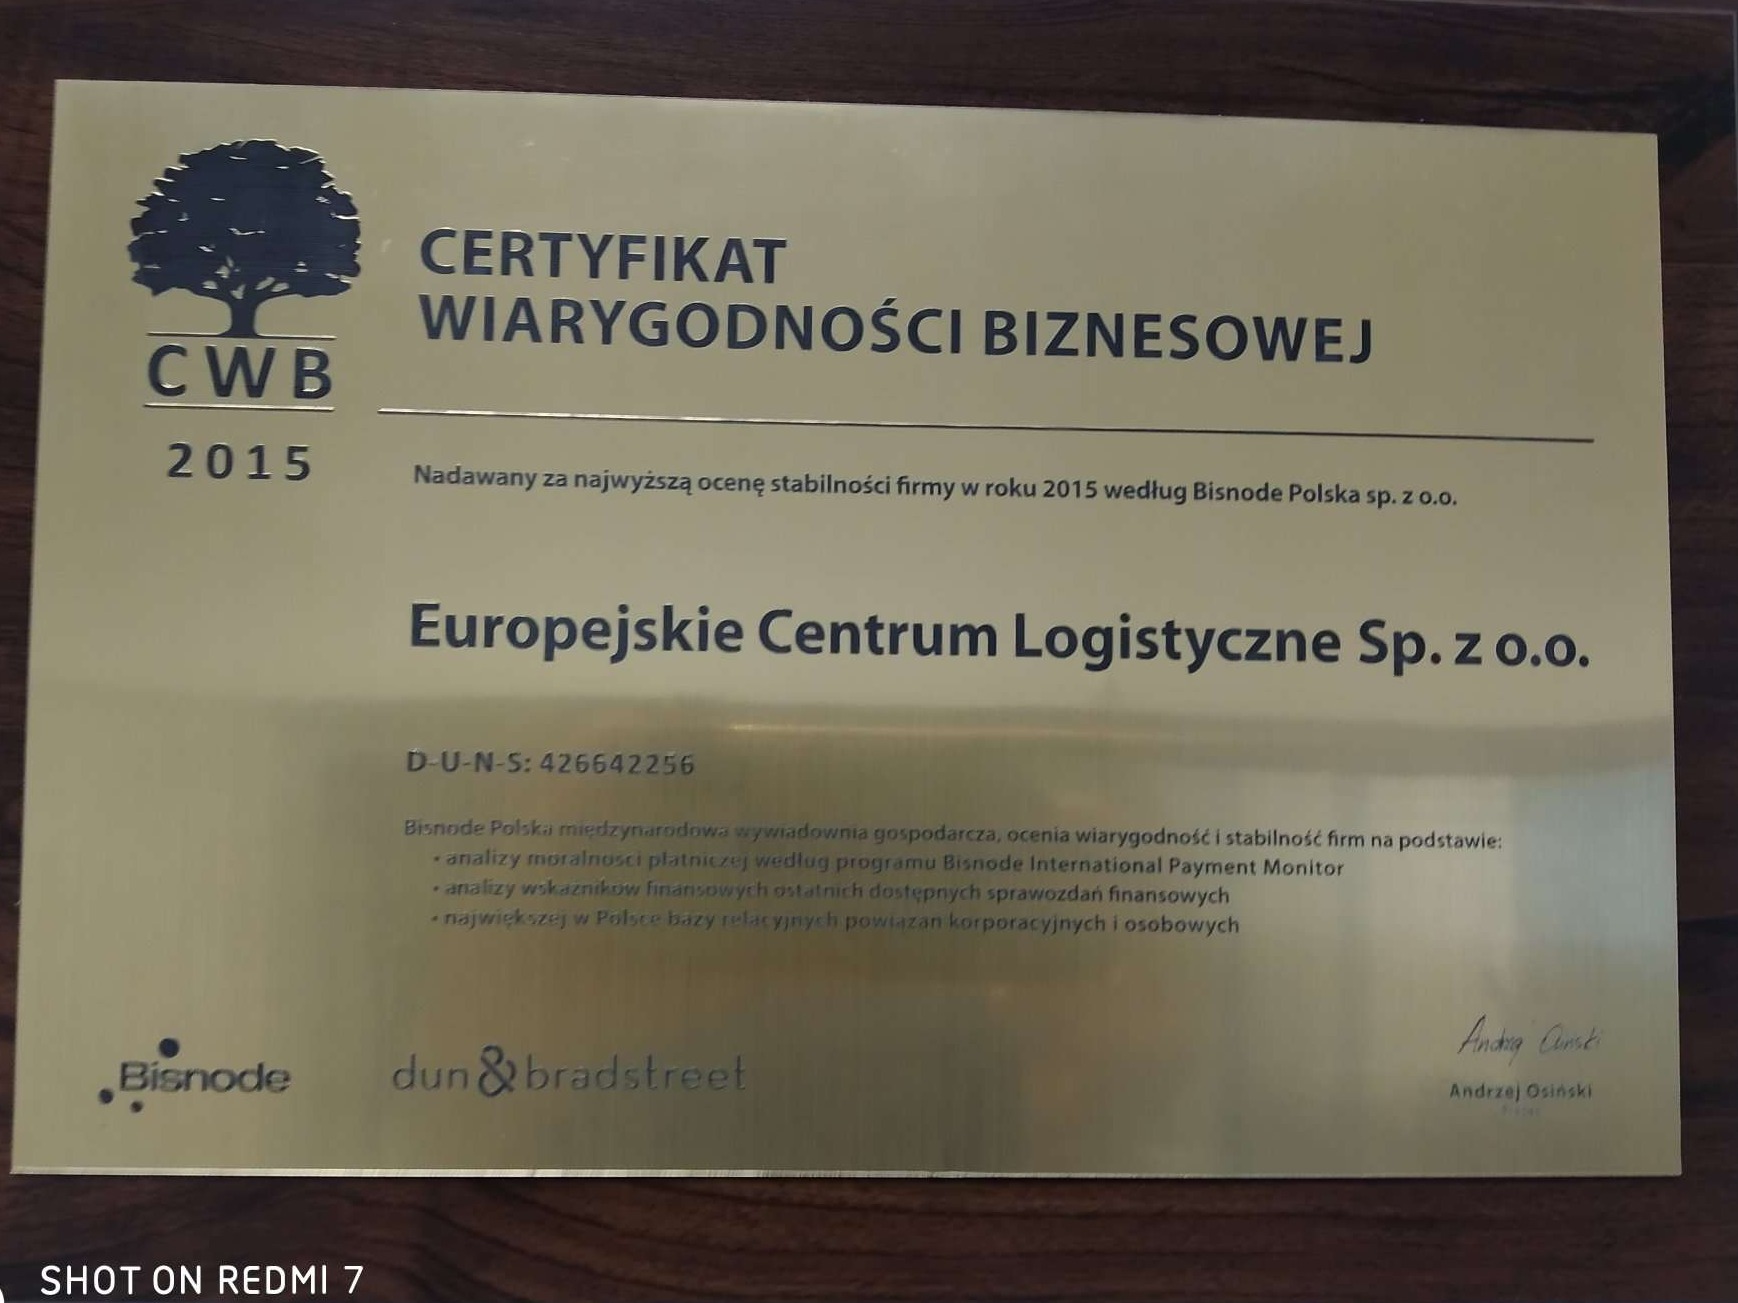 CERTYFIKAT
WIARYGODNOŚCI BIZNESOWEJ
CWB
2015
Nadawany za najwyższą ocenę stabilności firmy w roku 2015 według Bisnode Polska sp. z o.o.
Europejskie Centrum Logistyczne Sp. z o.o.
D-U-N-S: 426642256
Bisnode Polska międzynarodowa wywiadownia gospodarcza, ocenia wiarygodność i stabilność firm na podstawie:
• analizy moralności płatniczej według programu Bisnode International Payment Monitor
• analizy wskaźników finansowych ostatnich dostępnych sprawozdań finansowych
• największej w Polsce bazy relacyjnych powiązań korporacyjnych i osobowych
Bisnode
dun & bradstreet
Andrzej Osiński
SHOT ON REDMI 7